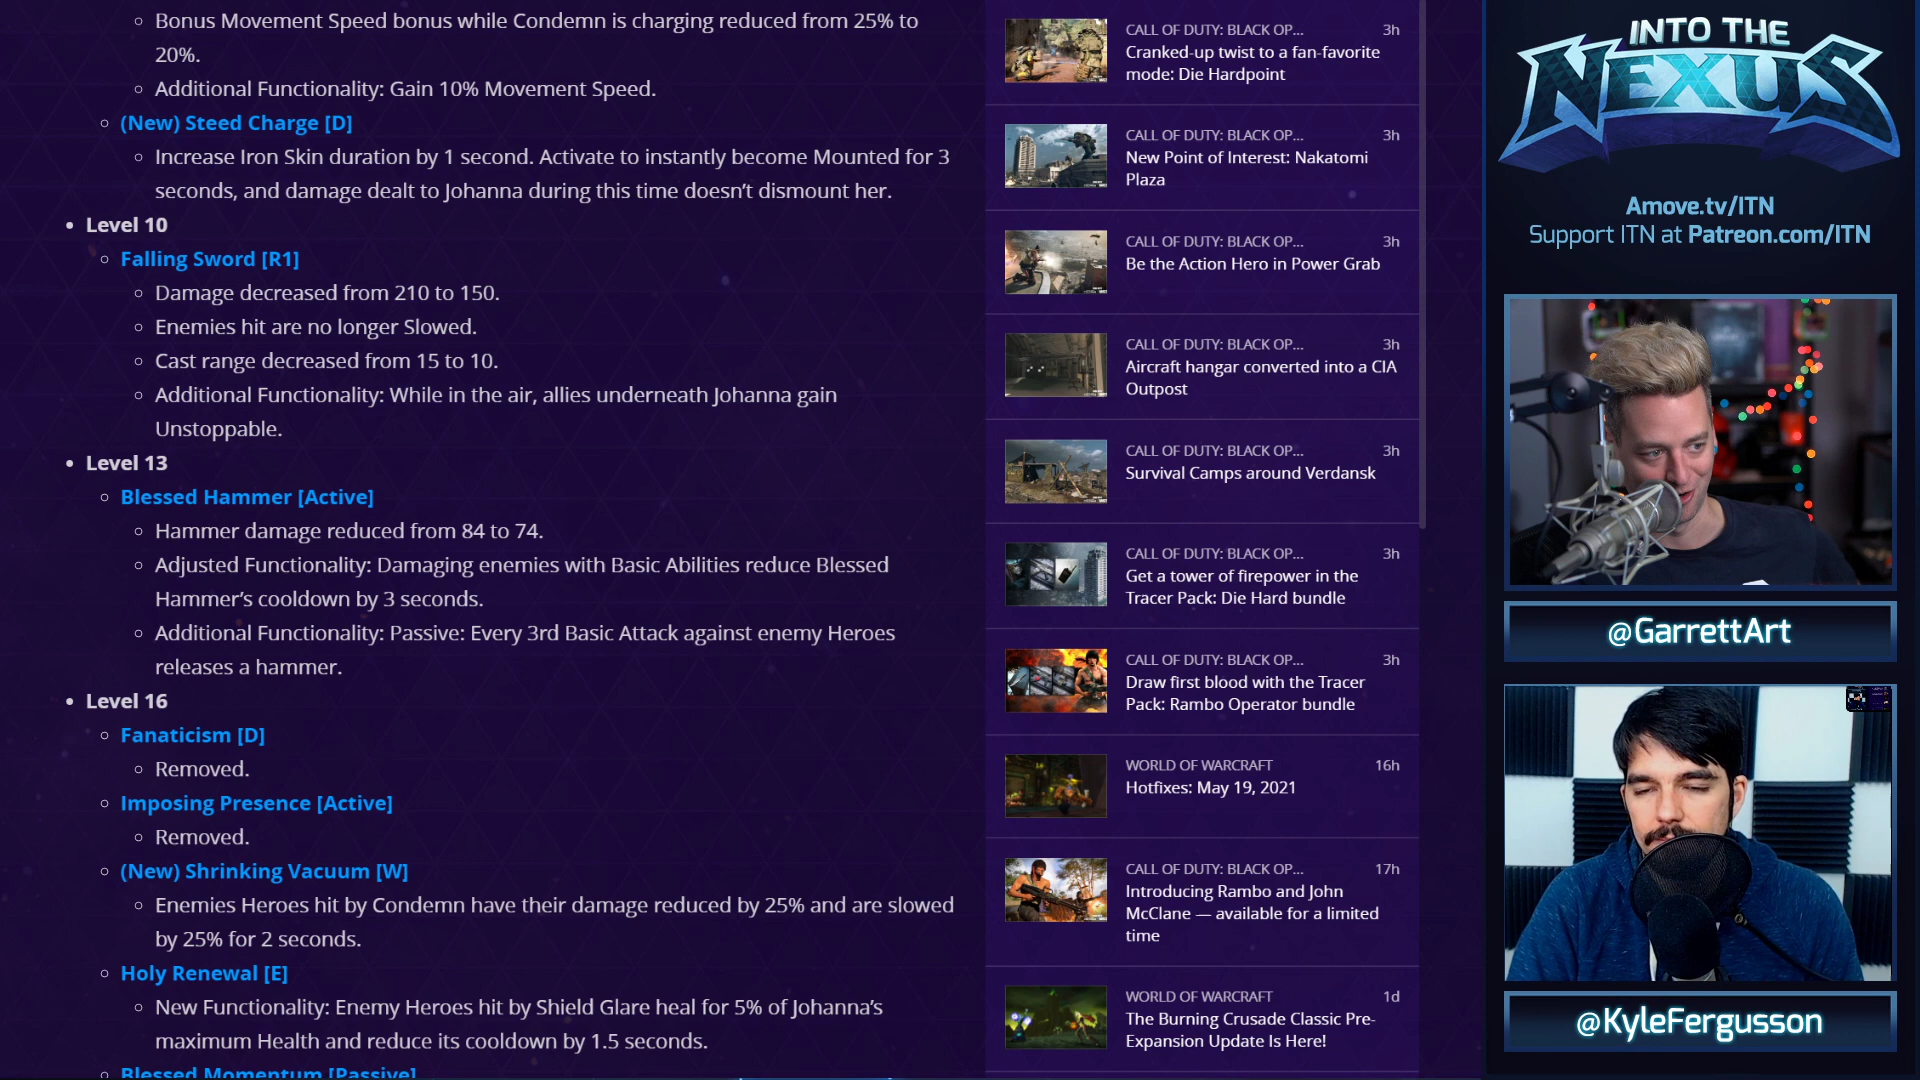 Bonus Movement Speed bonus while Condemn is charging reduced from 25% to
20%.
Additional Functionality: Gain 10% Movement Speed.
(New) Steed Charge [D]
Increase Iron Skin duration by 1 second. Activate to instantly become Mounted for 3
seconds, and damage dealt to Johanna during this time doesn’t dismount her.
Level 10
Falling Sword [R1]
Damage decreased from 210 to 150.
Enemies hit are no longer Slowed.
Cast range decreased from 15 to 10.
Additional Functionality: While in the air, allies underneath Johanna gain
Unstoppable.
Level 13
Blessed Hammer [Active]
Hammer damage reduced from 84 to 74.
Adjusted Functionality: Damaging enemies with Basic Abilities reduce Blessed
Hammer’s cooldown by 3 seconds.
Additional Functionality: Passive: Every 3rd Basic Attack against enemy Heroes
releases a hammer.
Level 16
Fanaticism [D]
Removed.
Imposing Presence [Active]
Removed.
(New) Shrinking Vacuum [W]
Enemies Heroes hit by Condemn have their damage reduced by 25% and are slowed
by 25% for 2 seconds.
Holy Renewal [E]
New Functionality: Enemy Heroes hit by Shield Glare heal for 5% of Johanna’s
maximum Health and reduce its cooldown by 1.5 seconds.
Blessed Momentum [Passive]
CALL OF DUTY: BLACK OP... 3h
Cranked-up twist to a fan-favorite
mode: Die Hardpoint
CALL OF DUTY: BLACK OP... 3h
New Point of Interest: Nakatomi
Plaza
CALL OF DUTY: BLACK OP... 3h
Be the Action Hero in Power Grab
CALL OF DUTY: BLACK OP... 3h
Aircraft hangar converted into a CIA
Outpost
CALL OF DUTY: BLACK OP... 3h
Survival Camps around Verdansk
CALL OF DUTY: BLACK OP... 3h
Get a tower of firepower in the
Tracer Pack: Die Hard bundle
CALL OF DUTY: BLACK OP... 3h
Draw first blood with the Tracer
Pack: Rambo Operator bundle
WORLD OF WARCRAFT 16h
Hotfixes: May 19, 2021
CALL OF DUTY: BLACK OP... 17h
Introducing Rambo and John
McClane — available for a limited
time
WORLD OF WARCRAFT 1d
The Burning Crusade Classic Pre-
Expansion Update Is Here!
INTO THE
NEXUS
Amove.tv/ITN
Support ITN at Patreon.com/ITN
@GarrettArt
@KyleFergusson